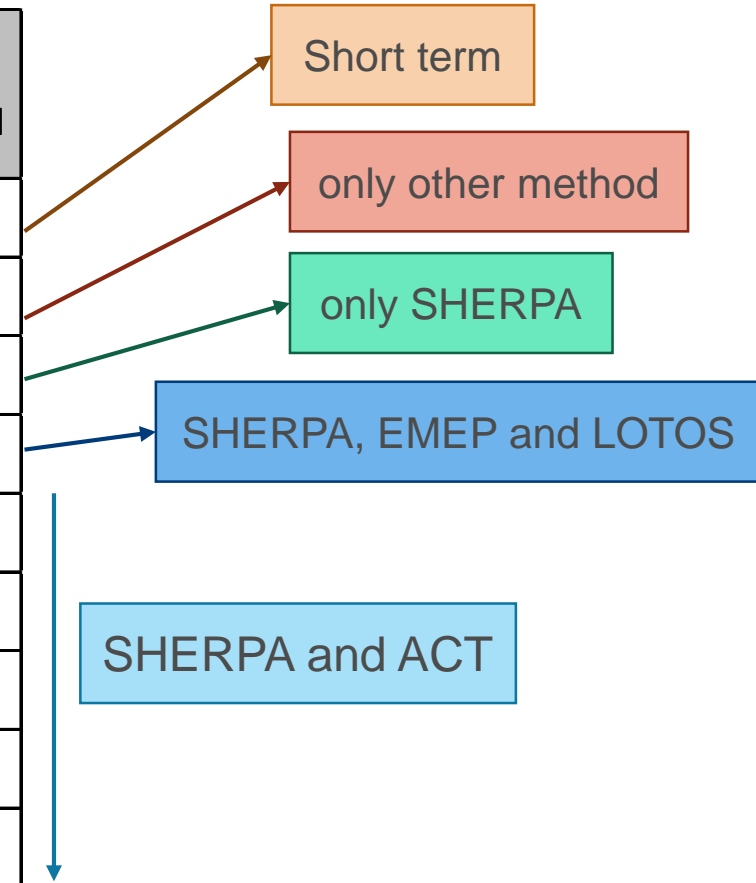 Short term
only other method
only SHERPA
SHERPA, EMEP and LOTOS
SHERPA and ACT